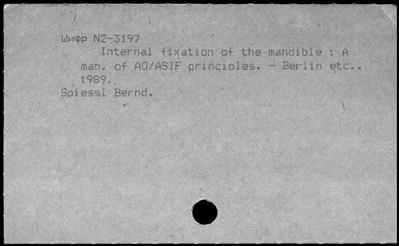 Шифр N2-3197
Internal fixation of the mandible : A
man. of AO/ASIF principles. - Berlin etc.,
1989.
Spiessl Bernd.